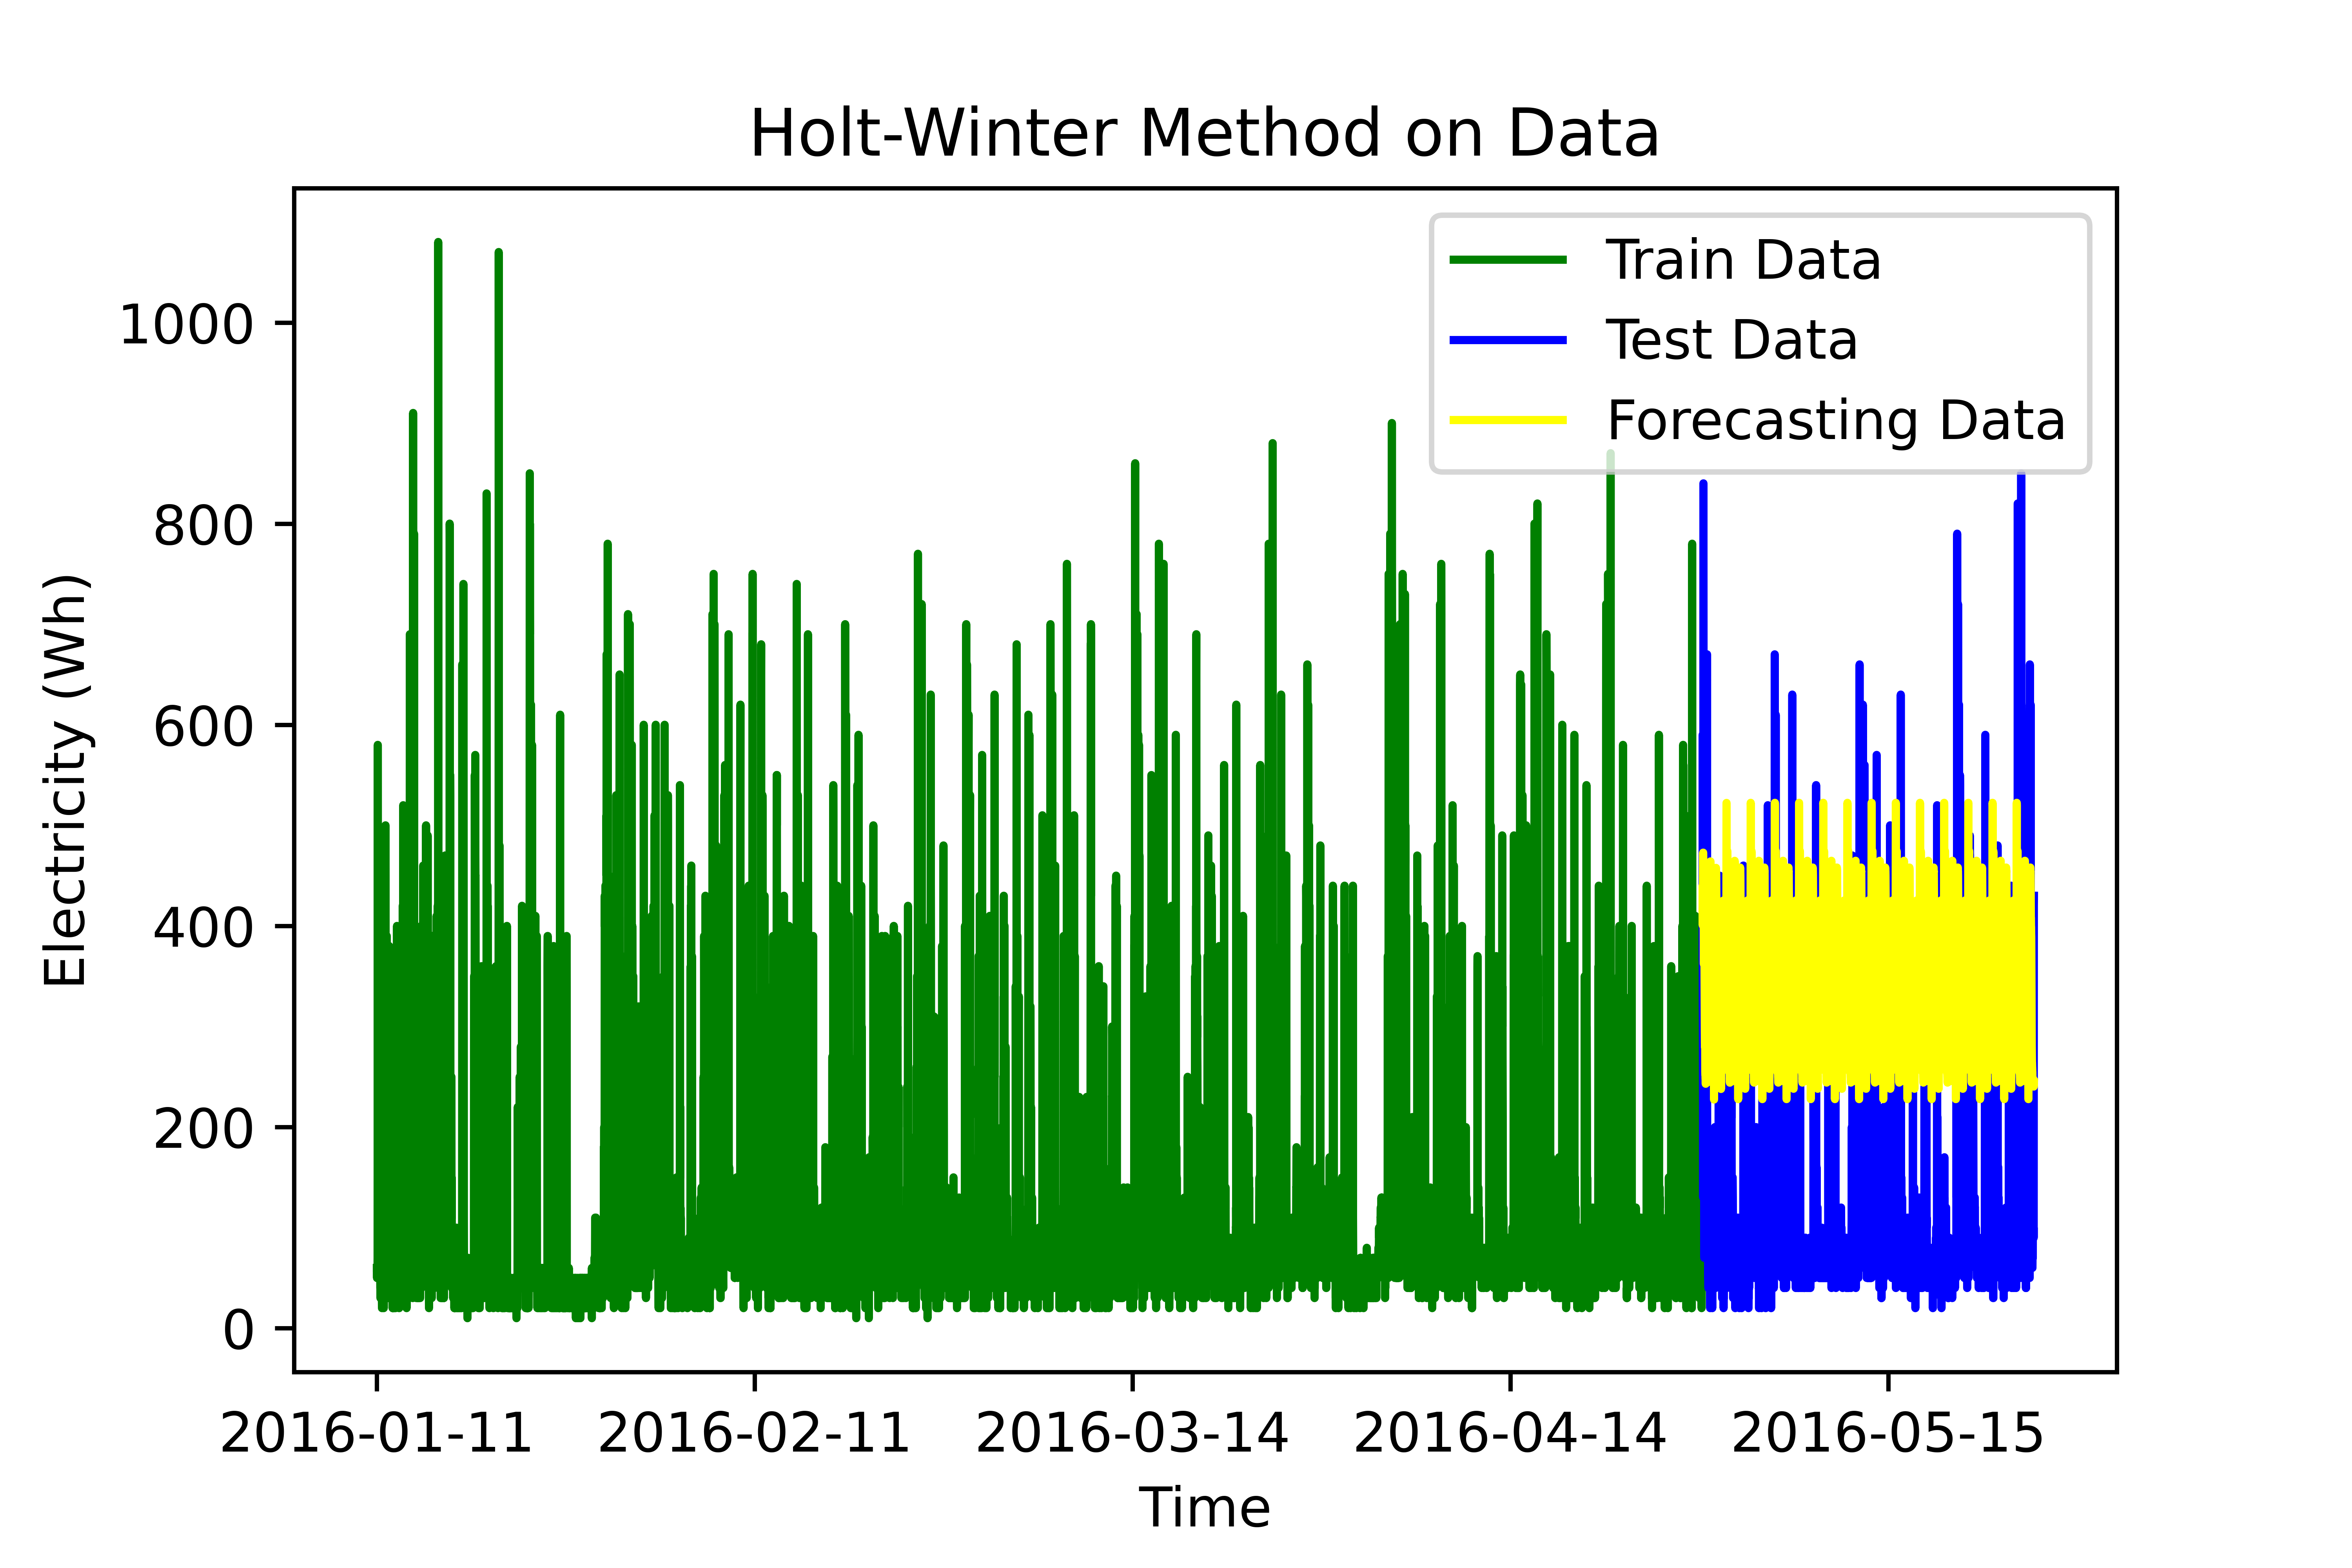 Holt-Winter Method on Data
Train Data
Test Data
Forecasting Data
1000
800
600
400
200
0
Electricity (Wh)
2016-01-11 2016-02-11 2016-03-14 2016-04-14 2016-05-15
Time